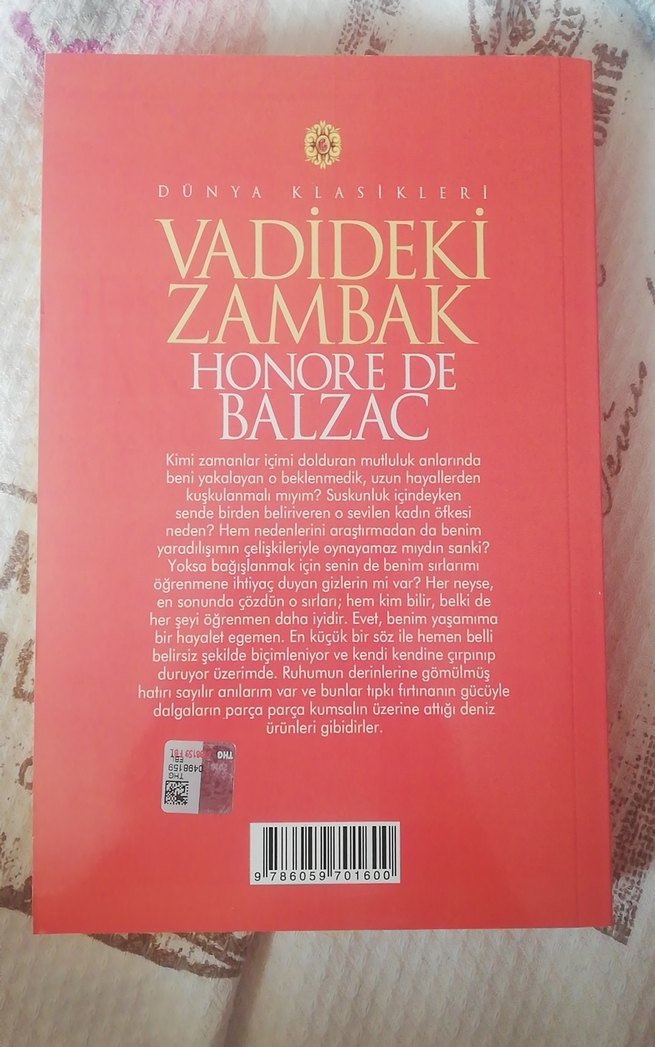 DÜNYA KLASİKLERİ
VADİDEKİ
ZAMBAK
HONORE DE
BALZAC
Kimi zamanlar içimi dolduran mutluluk anlarında
beni yakalayan o beklenmedik, uzun hayallerden
kuşkulanmalı mıyım? Suskunluk içindeyken
sende birden beliriveren o sevilen kadın öfkesi
neden? Hem nedenlerini araştırmadan da benim
yaradılışımın çelişkileriyle oynayamaz mıydın sanki?
Yoksa bağışlanmak için senin de benim sırlarımı
öğrenmene ihtiyaç duyan gizlerin mi var? Her neyse,
en sonunda çözdün o sırları; hem kim bilir, belki de
her şeyi öğrenmen daha iyidir. Evet, benim yaşamıma
bir hayalet egemen. En küçük bir söz ile hemen belli
belirsiz şekilde biçimleniyor ve kendi kendine çırpınıp
duruyor üzerimde. Ruhumun derinlerine gömülmüş
hatırı sayılır anılarım var ve bunlar tıpkı fırtınanın gücüyle
dalgaların parça parça kumsalın üzerine attığı deniz
ürünleri gibidirler.
THG
0498159
THG
9 786059 701600